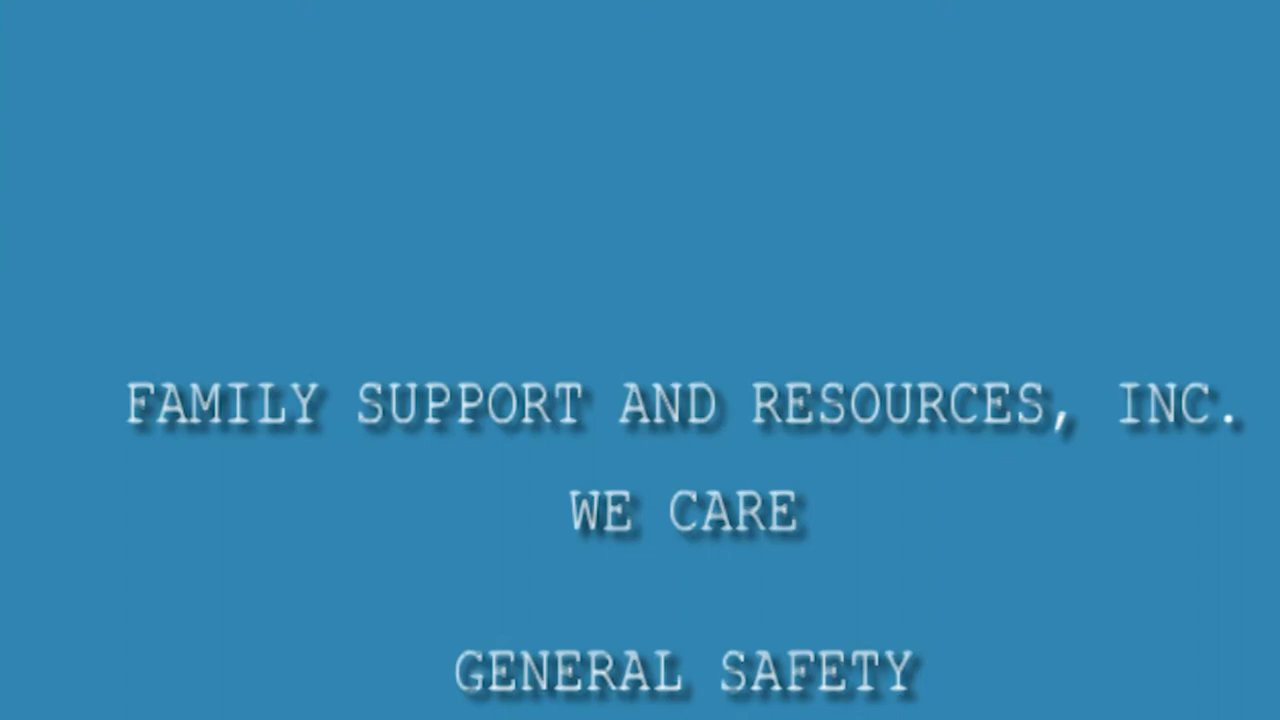 FAMILY SUPPORT AND RESOURCES, INC.
WE CARE
GENERAL SAFETY